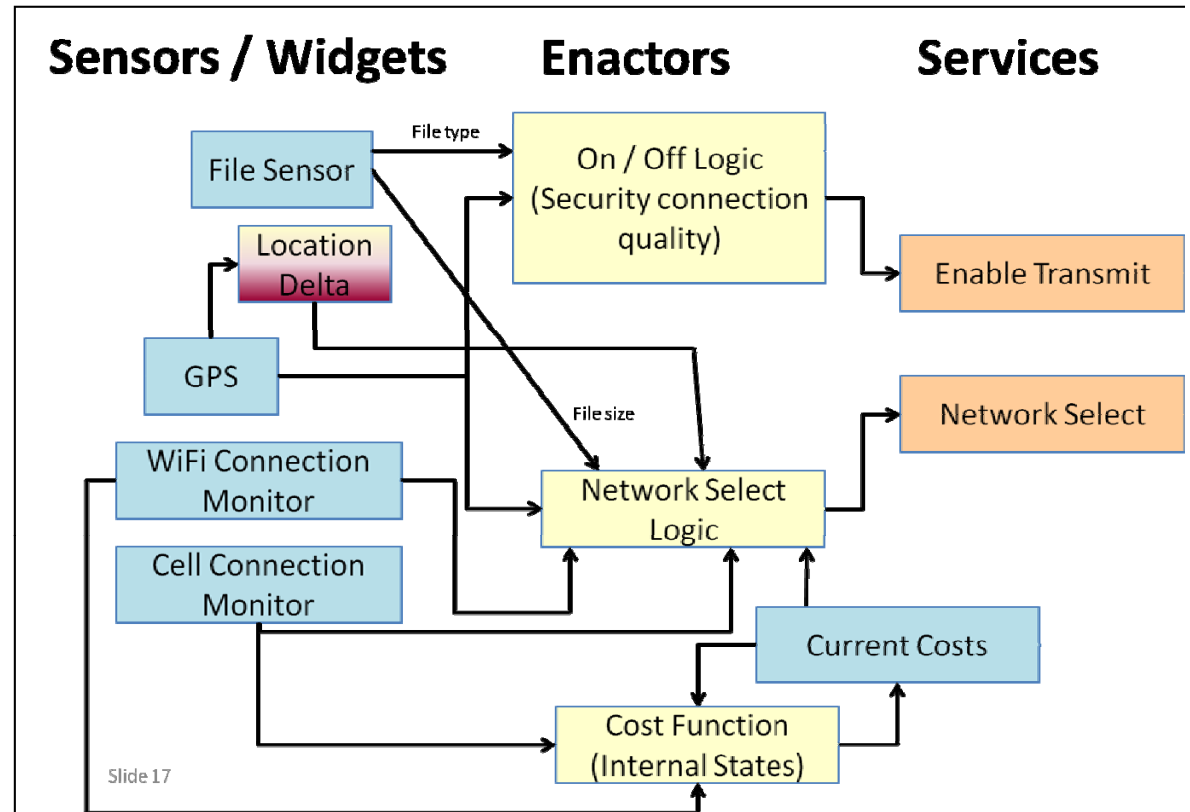 Sensors / Widgets
Enactors
Services
File Sensor
File type
On / Off Logic
(Security connection
quality)
Location
Delta
Enable Transmit
GPS
File size
Network Select
WiFi Connection
Monitor
Network Select
Logic
Cell Connection
Monitor
Current Costs
Cost Function
(Internal States)
Slide 17